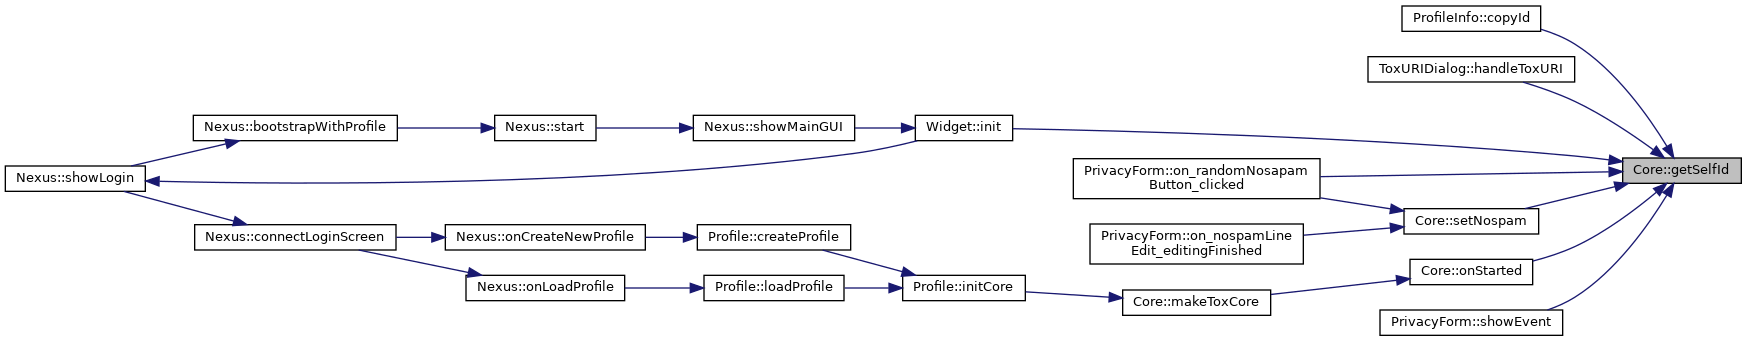 ProfileInfo::copyId
ToxURIDialog::handleToxURI
Nexus::bootstrapWithProfile
Nexus::start
Nexus::showMainGUI
Widget::init
Core::getSelfId
Nexus::showLogin
PrivacyForm::on_randomNosapam
Button_clicked
Core::setNospam
PrivacyForm::on_nospamLine
Edit_editingFinished
Nexus::connectLoginScreen
Nexus::onCreateNewProfile
Profile::createProfile
Core::onStarted
Nexus::onLoadProfile
Profile::loadProfile
Profile::initCore
Core::makeToxCore
PrivacyForm::showEvent